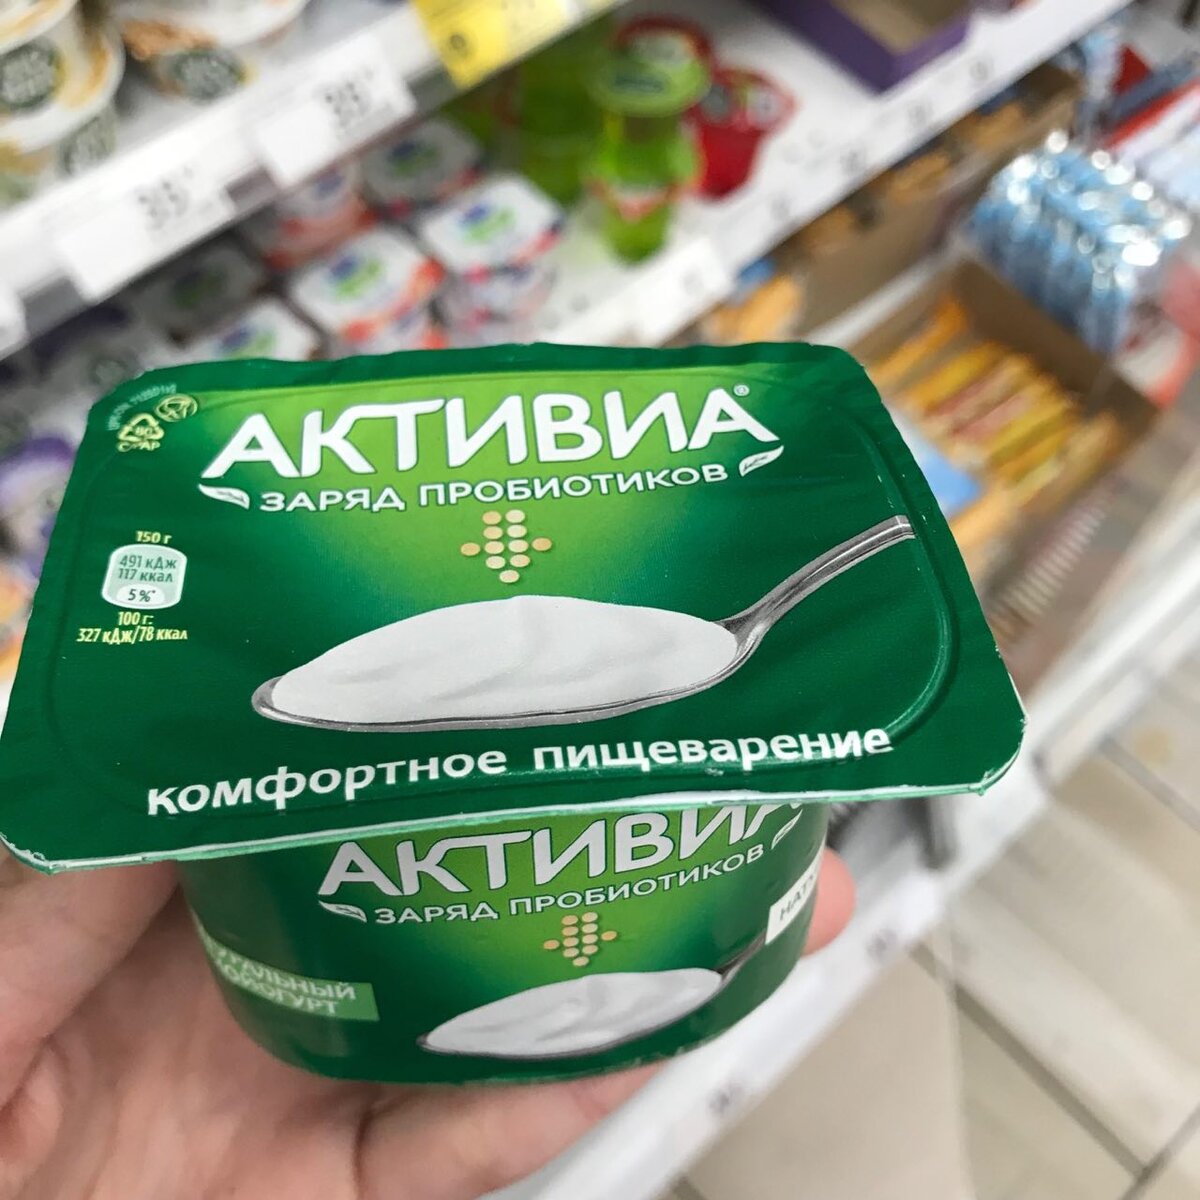 АКТИВИА®
ЗАРЯД ПРОБИОТИКОВ
150 г
491 кДж
117 ккал
5%*
100 г:
327 кДж/78 ккал
комфортное пищеварение
АКТИВИА
ЗАРЯД ПРОБИОТИКОВ